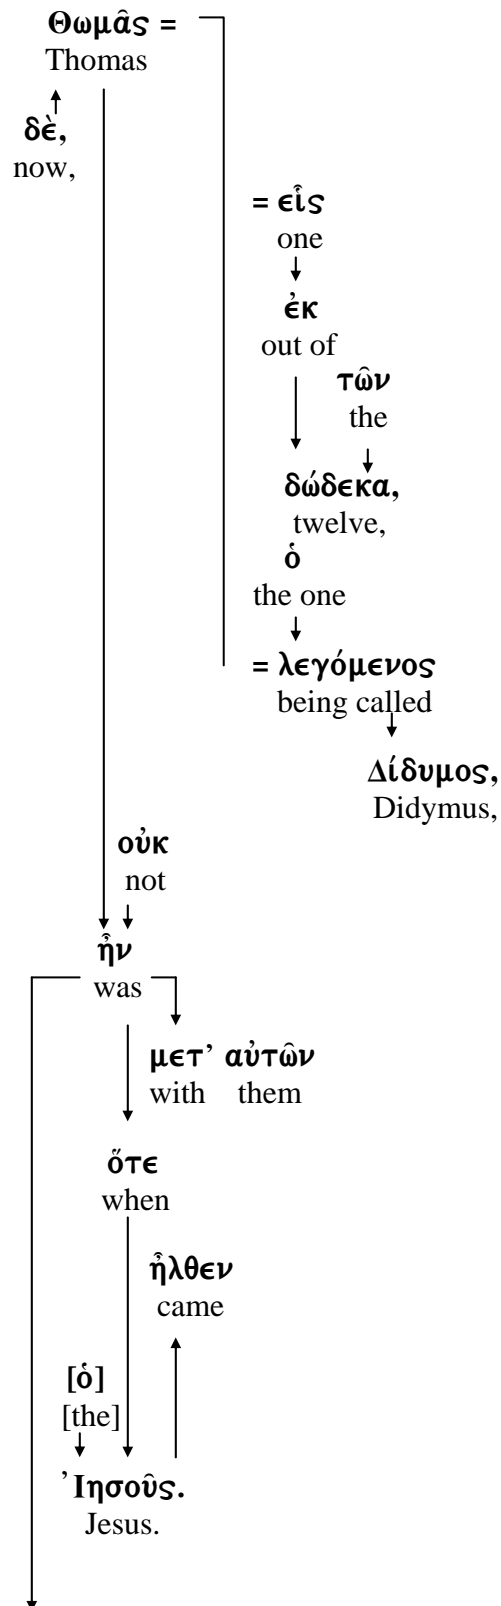 Θωμᾶς =
Thomas
δὲ,
now,
= εἷς
one
ἐκ
out of
τῶν
the
δώδεκα,
twelve,
ὁ
the one
= λεγόμενος
being called
Δίδυμος,
Didymus,
οὐκ
not
ἦν
was
μετ’ αὐτῶν
with them
ὅτε
when
ἦλθεν
came
[ὁ]
[the]
’Ιησοῦς.
Jesus.